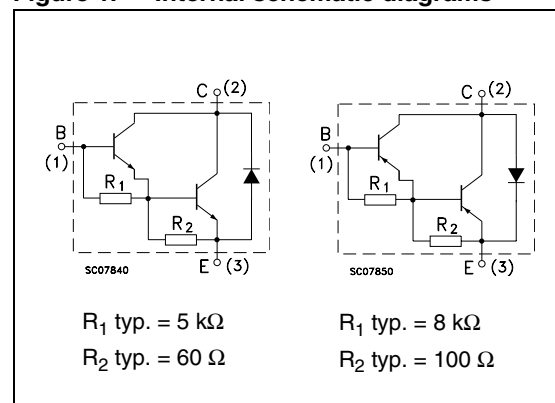 Figure 1. Internal schematic diagrams
C (2)
B
(1)
R1
R2
SC07840
E (3)
C (2)
B
(1)
R1
R2
SC07850
E (3)
R1 typ. = 5 kΩ
R2 typ. = 60 Ω
R1 typ. = 8 kΩ
R2 typ. = 100 Ω